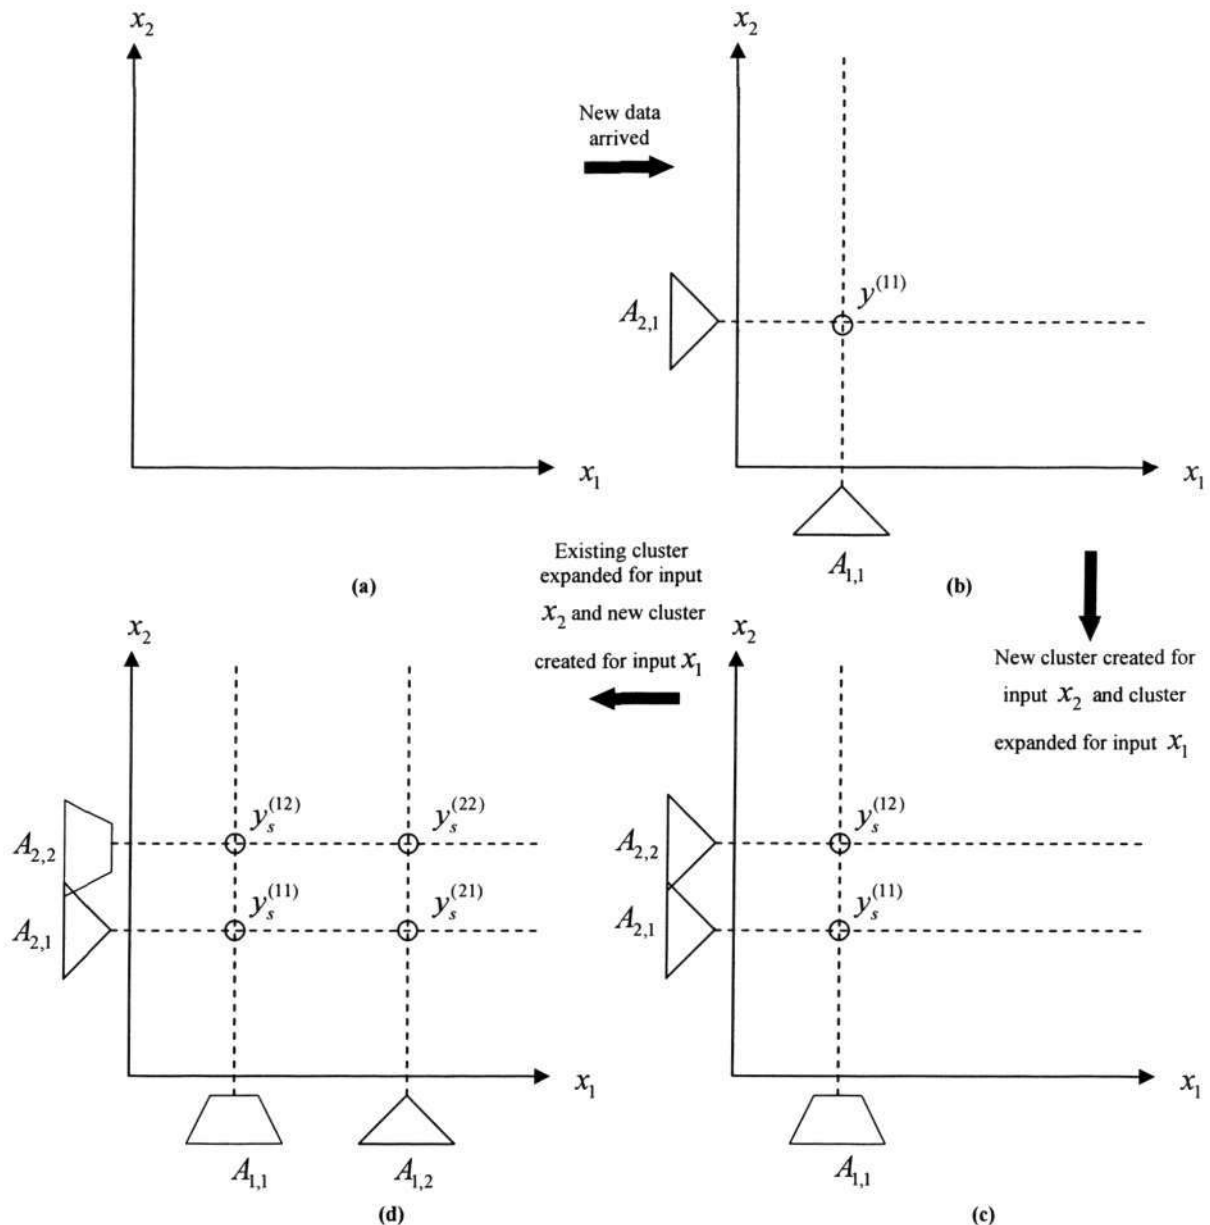 x₂
x₁
(a)
New data
arrived
x₂
y⁽¹¹⁾
A₂,₁
x₁
A₁,₁
(b)
New cluster created for
input x₂ and cluster
expanded for input x₁
x₂
yₛ⁽¹²⁾
A₂,₂
yₛ⁽¹¹⁾
A₂,₁
x₁
A₁,₁
(c)
Existing cluster
expanded for input
x₂ and new cluster
created for input x₁
x₂
yₛ⁽¹²⁾ yₛ⁽²²⁾
A₂,₂
yₛ⁽¹¹⁾ yₛ⁽²¹⁾
A₂,₁
x₁
A₁,₁ A₁,₂
(d)